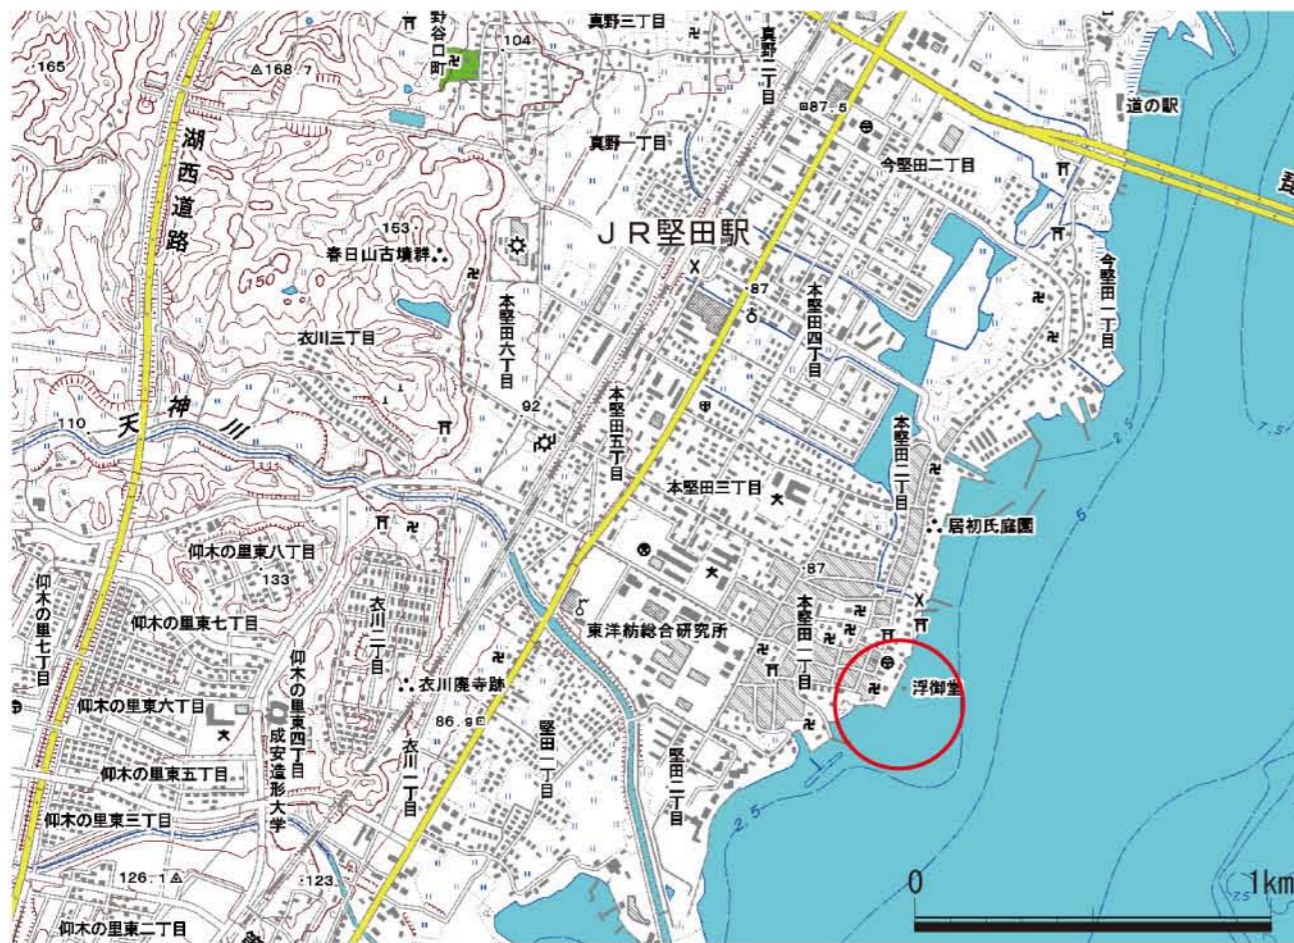 野谷口町
104
真野三丁目
真野二丁目
165
168.7
87.5
道の駅
湖西道路
真野一丁目
今堅田二丁目
琵
JR堅田駅
153
春日山古墳群
150
87
本堅田四丁目
今堅田一丁目
本堅田六丁目
衣川三丁目
92
本堅田五丁目
110
天神川
2.5
7.5
本堅田二丁目
本堅田三丁目
5
居初氏庭園
仰木の里東八丁目
133
87
仰木の里七丁目
仰木の里東七丁目
衣川二丁目
東洋紡総合研究所
本堅田一丁目
仰木の里東四丁目
衣川廃寺跡
浮御堂
仰木の里東六丁目
86.9
成安造形大学
衣川一丁目
堅田一丁目
堅田二丁目
仰木の里東五丁目
仰木の里東三丁目
2.5
126.1
123
0
1km
7.5
仰木の里東二丁目